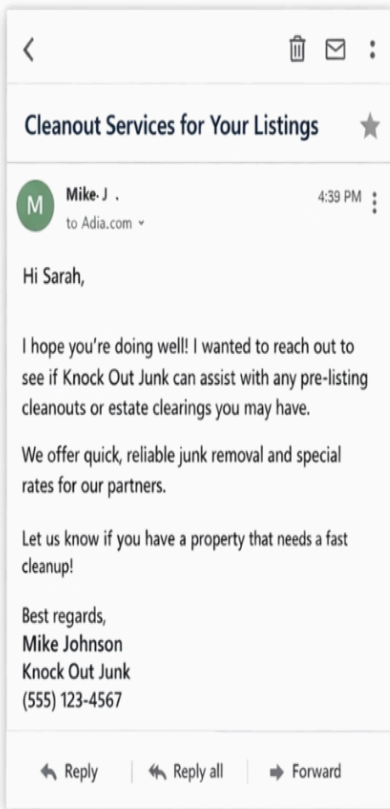 Cleanout Services for Your Listings
M
Mike J .
4:39 PM
to Adia.com
Hi Sarah,
I hope you're doing well! I wanted to reach out to
see if Knock Out Junk can assist with any pre-listing
cleanouts or estate clearings you may have.
We offer quick, reliable junk removal and special
rates for our partners.
Let us know if you have a property that needs a fast
cleanup!
Best regards,
Mike Johnson
Knock Out Junk
(555) 123-4567
Reply
Reply all
Forward